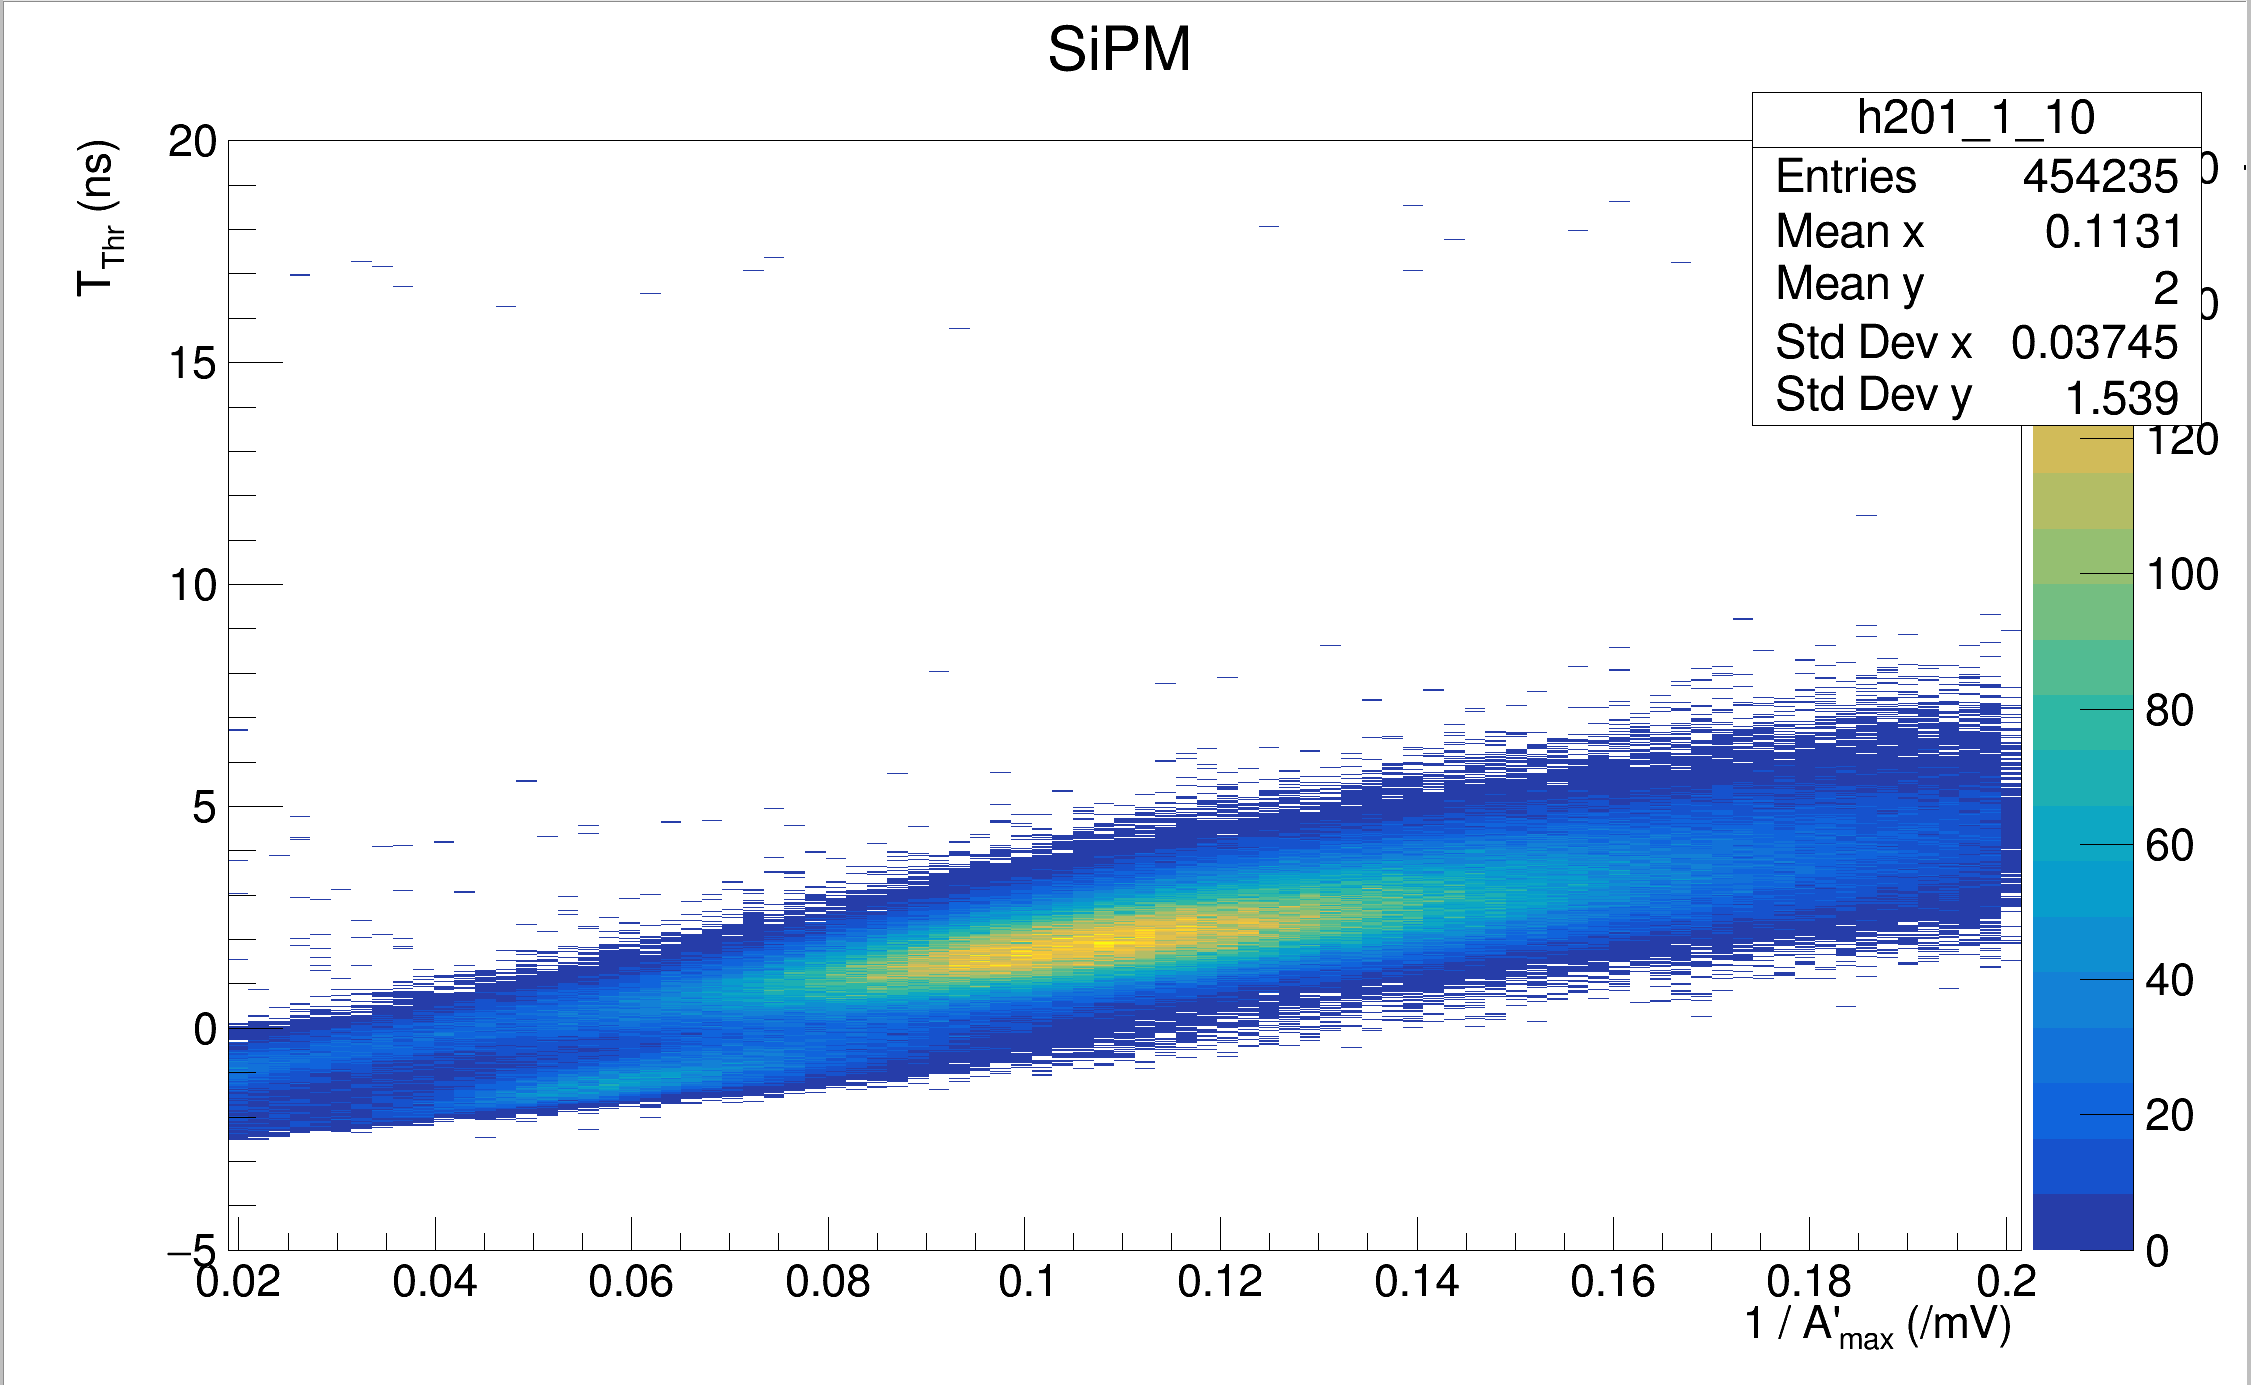 SiPM
h201_1_10
Entries 454235
Mean x 0.1131
Mean y 2
Std Dev x 0.03745
Std Dev y 1.539
T_Thr (ns)
20
15
10
5
0
−5
0.02 0.04 0.06 0.08 0.1 0.12 0.14 0.16 0.18 0.2
1 / A'_max (/mV)
120
100
80
60
40
20
0